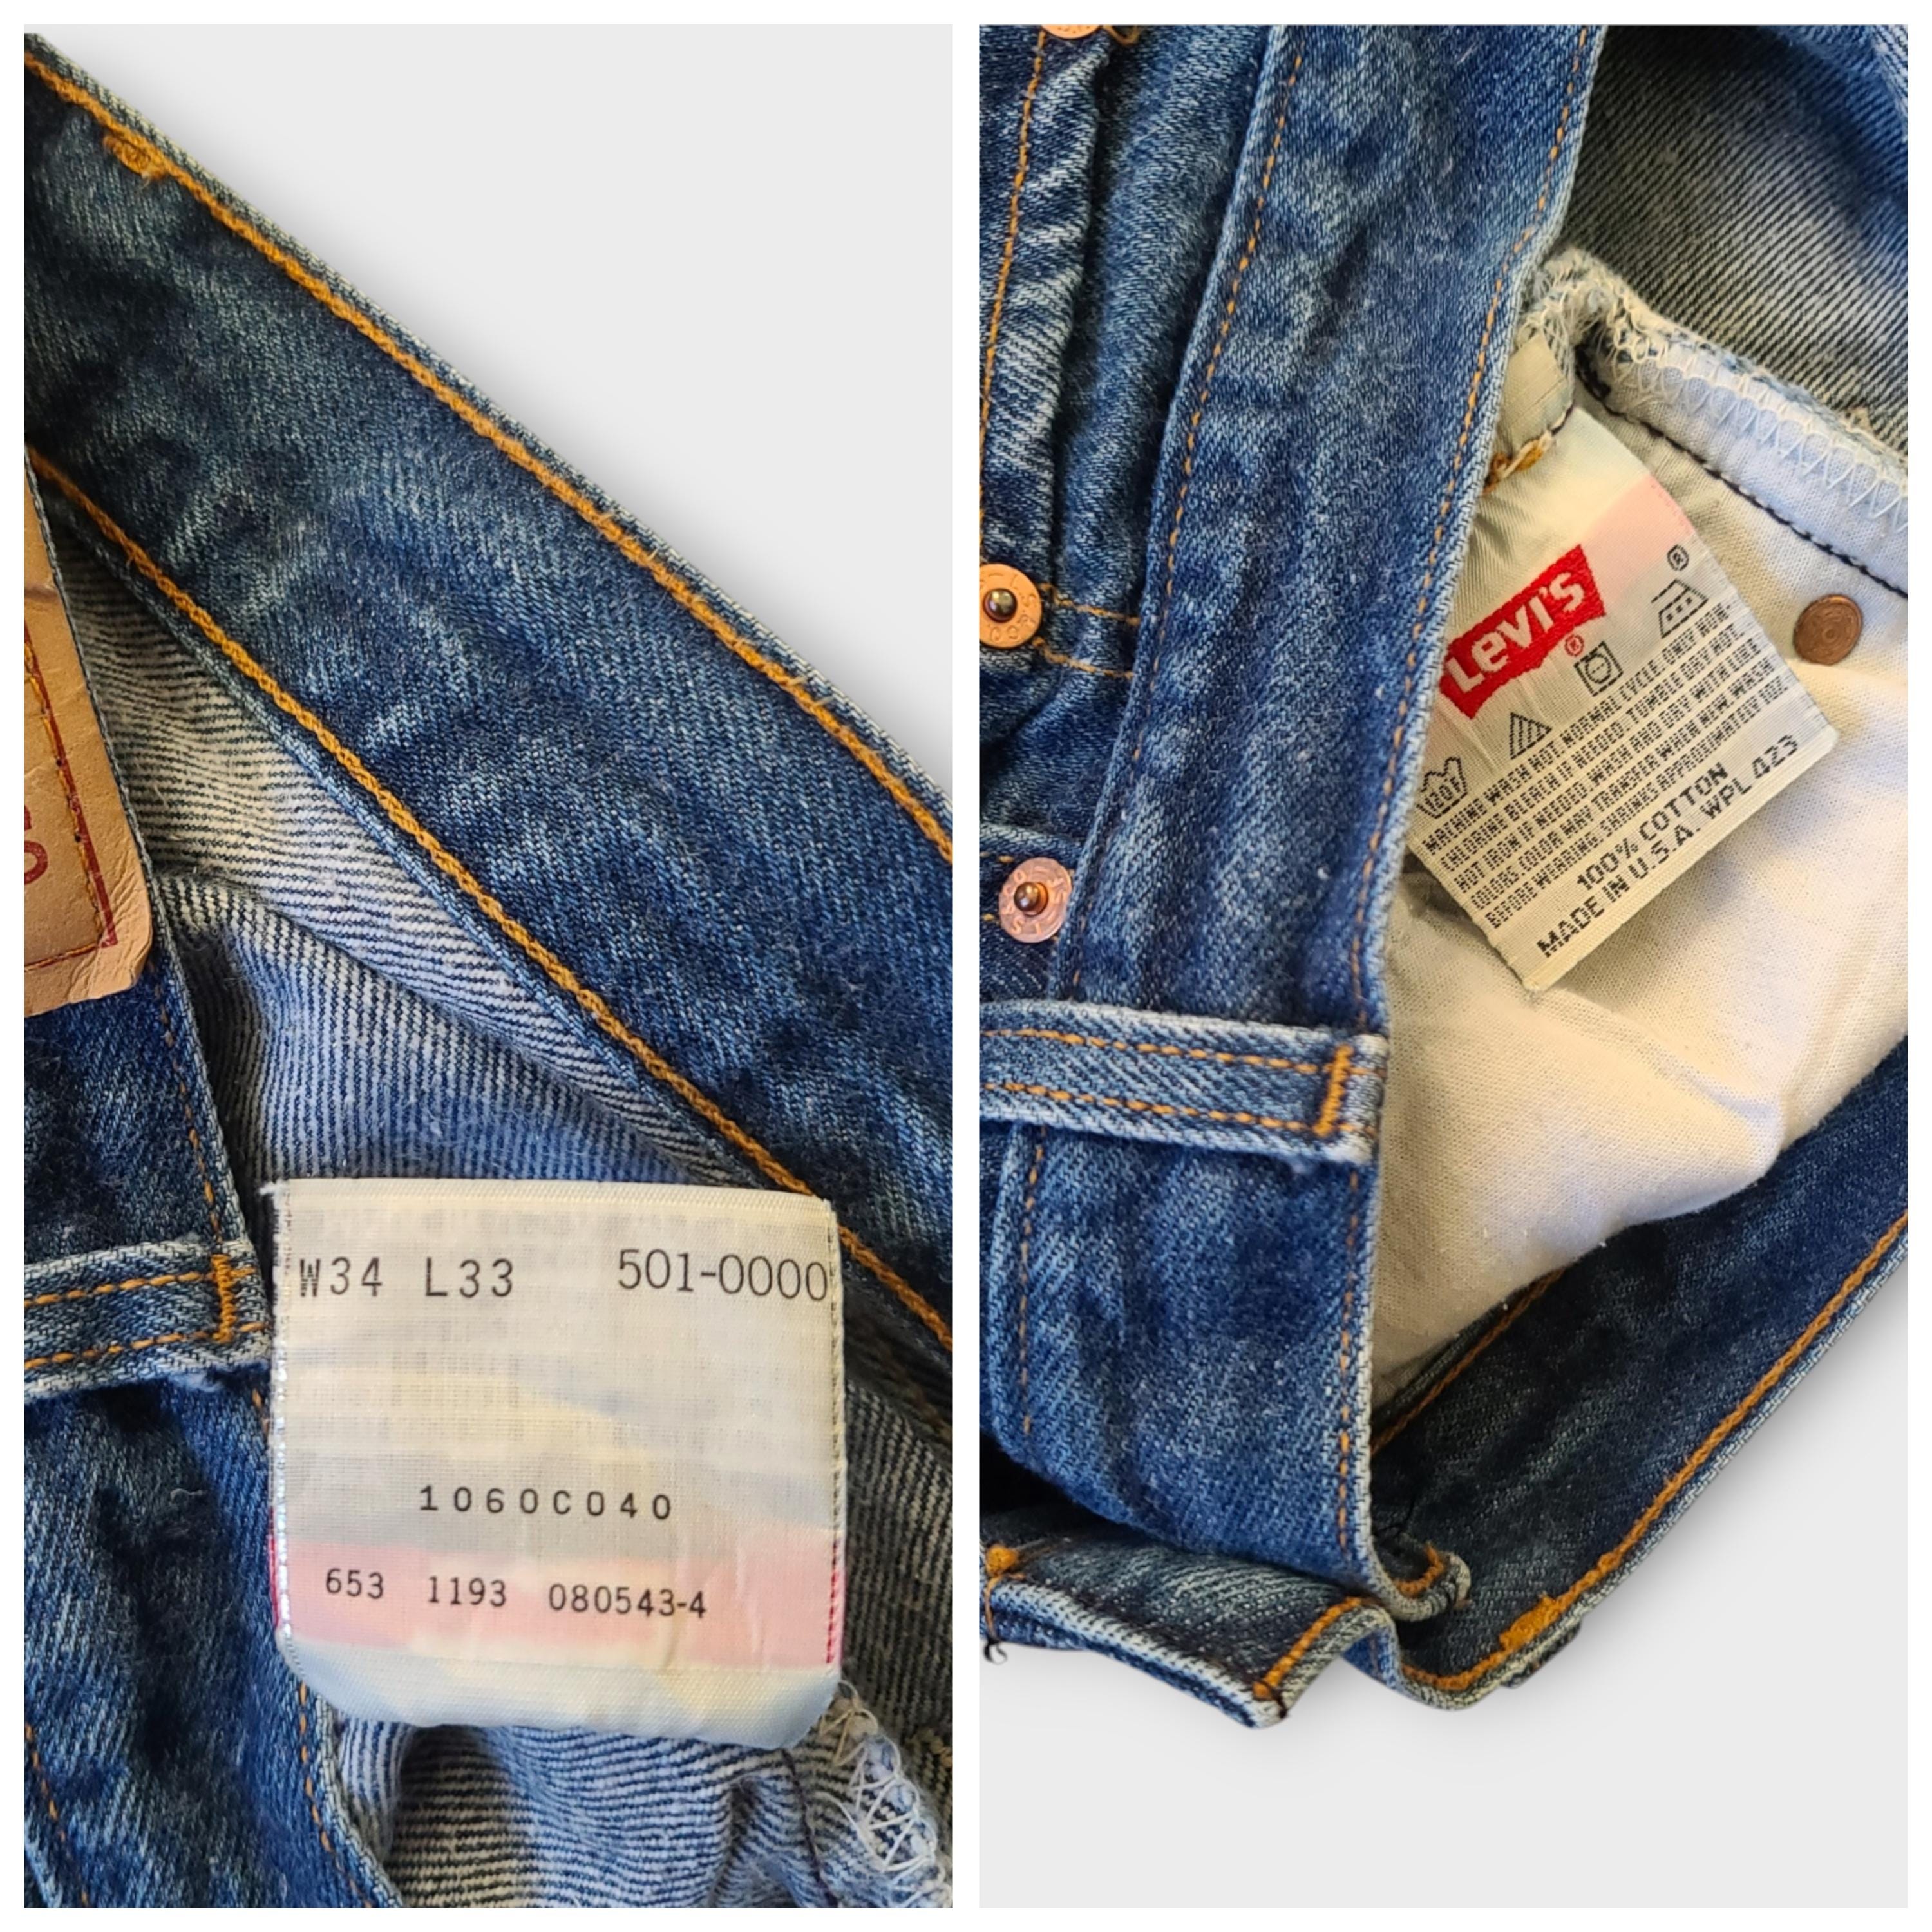 W34 L33 501-0000
1060C040
653 1193 080543-4
Levi's®
®
120
MACHINE WASH HOT. NORMAL CYCLE. ONLY NON-
CHLORINE BLEACH IF NEEDED. TUMBLE DRY MED.
HOT IRON IF NEEDED. WASH AND DRY WITH LIKE
COLORS. COLOR MAY TRANSFER WHEN NEW. WASH
BEFORE WEARING. SHRINKS APPROXIMATELY 10%
100% COTTON
MADE IN U.S.A. WPL 423